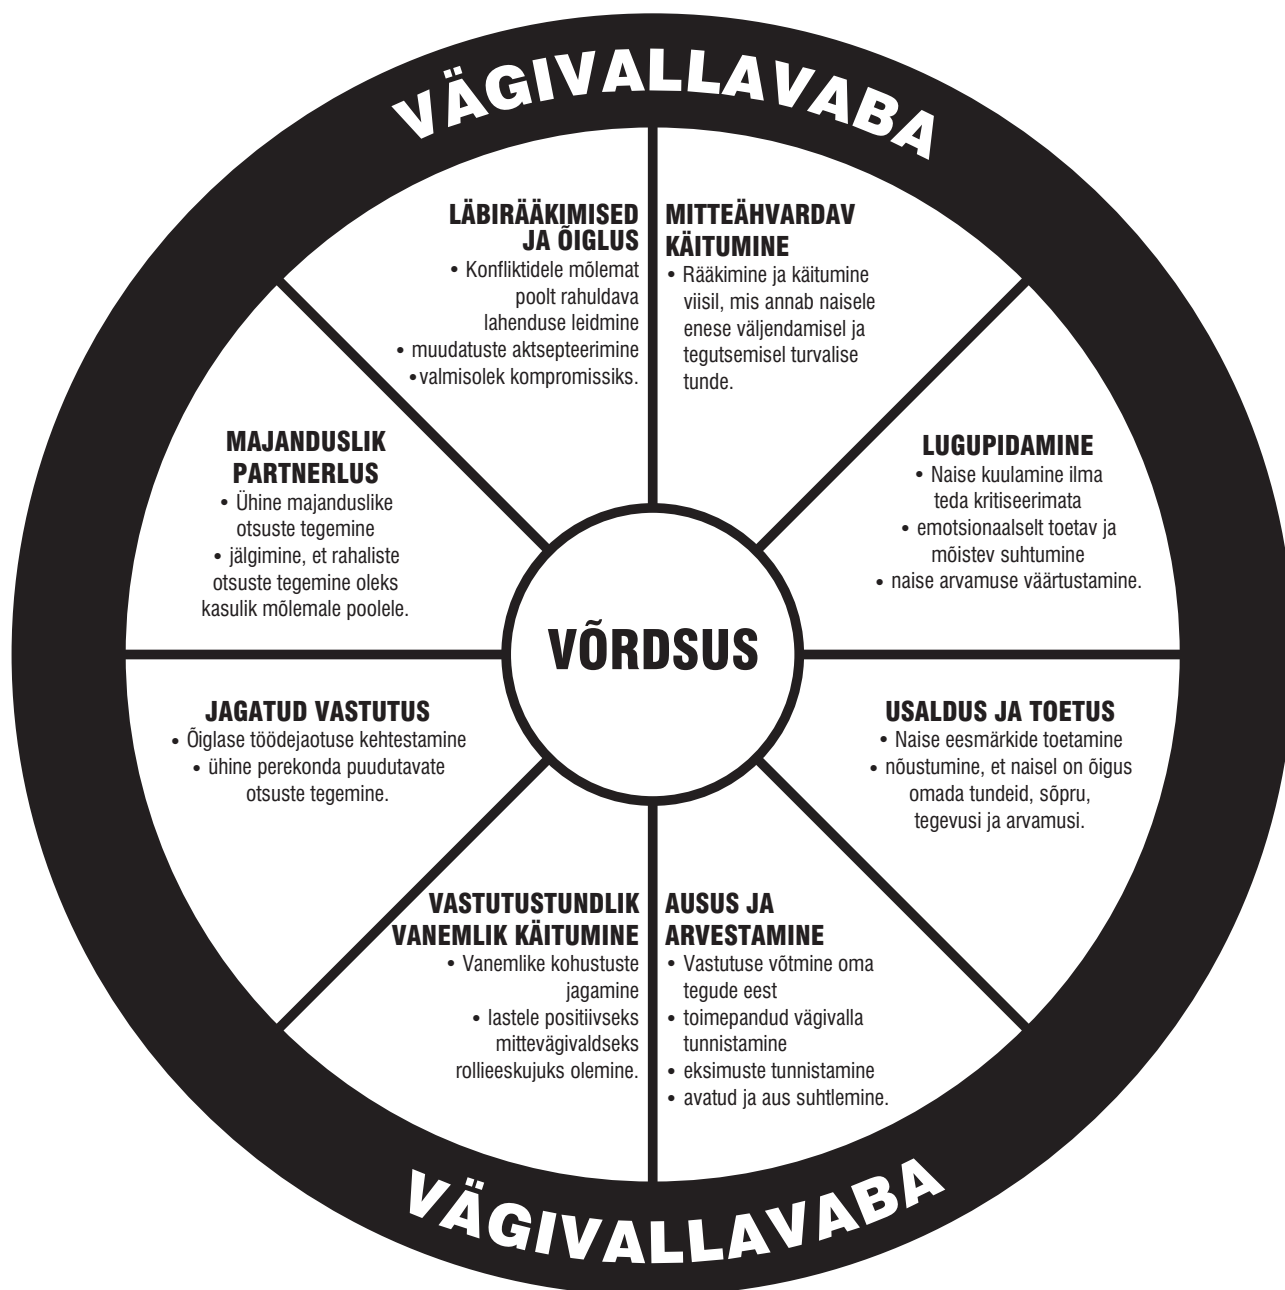 VÄGIVALLAVABA
LÄBIRÄÄKIMISED
JA ÕIGLUS
• Konfliktidele mõlemat
poolt rahuldava
lahenduse leidmine
• muudatuste aktsepteerimine
•valmisolek kompromissiks.
MITTEÄHVARDAV
KÄITUMINE
• Rääkimine ja käitumine
viisil, mis annab naisele
enese väljendamisel ja
tegutsemisel turvalise
tunde.
MAJANDUSLIK
PARTNERLUS
• Ühine majanduslike
otsuste tegemine
• jälgimine, et rahaliste
otsuste tegemine oleks
kasulik mõlemale poolele.
LUGUPIDAMINE
• Naise kuulamine ilma
teda kritiseerimata
• emotsionaalselt toetav ja
mõistev suhtumine
• naise arvamuse väärtustamine.
VÕRDSUS
JAGATUD VASTUTUS
• Õiglase töödejaotuse kehtestamine
• ühine perekonda puudutavate
otsuste tegemine.
USALDUS JA TOETUS
• Naise eesmärkide toetamine
• nõustumine, et naisel on õigus
omada tundeid, sõpru,
tegevusi ja arvamusi.
VASTUTUSTUNDLIK
VANEMLIK KÄITUMINE
• Vanemlike kohustuste
jagamine
• lastele positiivseks
mittevägivaldseks
rollieeskujuks olemine.
AUSUS JA
ARVESTAMINE
• Vastutuse võtmine oma
tegude eest
• toimepandud vägivalla
tunnistamine
• eksimuste tunnistamine
• avatud ja aus suhtlemine.
VÄGIVALLAVABA